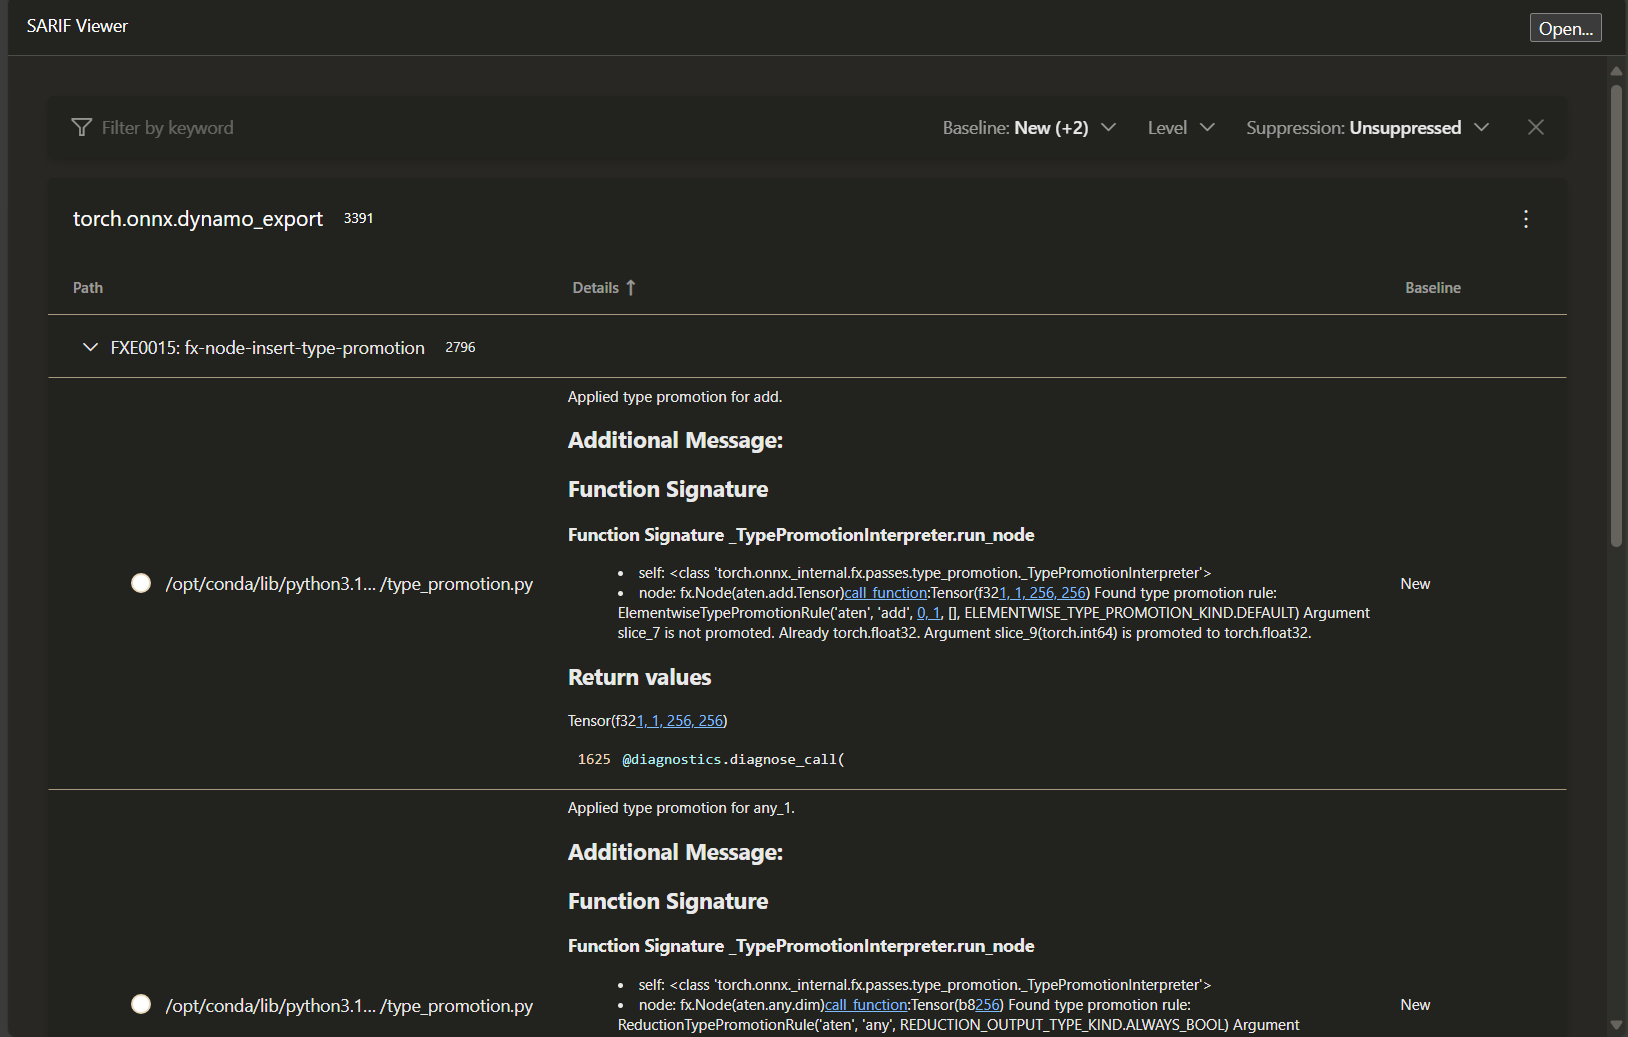 SARIF Viewer
Open...
Filter by keyword
Baseline: New (+2)
Level
Suppression: Unsuppressed
torch.onnx.dynamo_export 3391
Path
Details ↑
Baseline
FXE0015: fx-node-insert-type-promotion 2796
Applied type promotion for add.
Additional Message:
Function Signature
Function Signature _TypePromotionInterpreter.run_node
• self: <class 'torch.onnx._internal.fx.passes.type_promotion._TypePromotionInterpreter'>
• node: fx.Node(aten.add.Tensor)call_function:Tensor(f321, 1, 256, 256) Found type promotion rule:
ElementwiseTypePromotionRule('aten', 'add', 0, 1, [], ELEMENTWISE_TYPE_PROMOTION_KIND.DEFAULT) Argument
slice_7 is not promoted. Already torch.float32. Argument slice_9(torch.int64) is promoted to torch.float32.
/opt/conda/lib/python3.1... /type_promotion.py
New
Return values
Tensor(f321, 1, 256, 256)
1625 @diagnostics.diagnose_call(
Applied type promotion for any_1.
Additional Message:
Function Signature
Function Signature _TypePromotionInterpreter.run_node
• self: <class 'torch.onnx._internal.fx.passes.type_promotion._TypePromotionInterpreter'>
• node: fx.Node(aten.any.dim)call_function:Tensor(b8256) Found type promotion rule:
ReductionTypePromotionRule('aten', 'any', REDUCTION_OUTPUT_TYPE_KIND.ALWAYS_BOOL) Argument
/opt/conda/lib/python3.1... /type_promotion.py
New